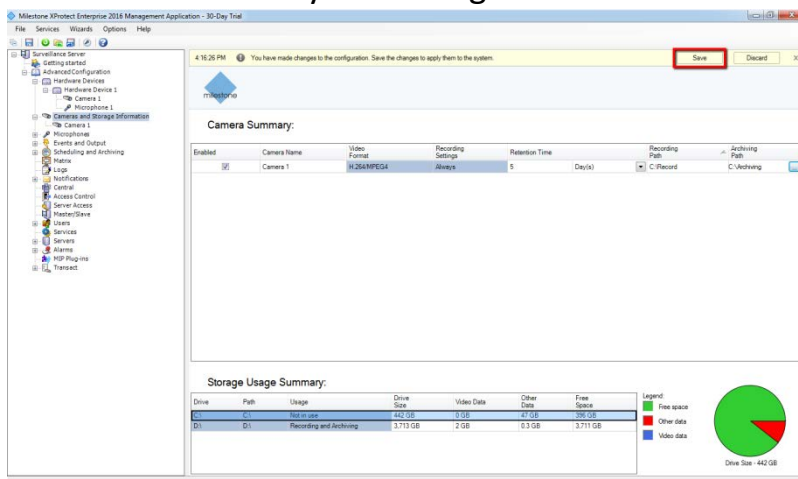 Milestone XProtect Enterprise 2016 Management Application - 30-Day Trial
File Services Wizards Options Help
Surveillance Server
Getting started
Advanced Configuration
Hardware Devices
Hardware Device 1
Camera 1
Microphone 1
Cameras and Storage Information
Camera 1
Microphones
Events and Output
Scheduling and Archiving
Matrix
Logs
Notifications
Central
Access Control
Server Access
Master/Slave
Users
Services
Servers
Alarms
MIP Plug-ins
Transact
4:16:25 PM You have made changes to the configuration. Save the changes to apply them to the system. Save Discard X
milestone
Camera Summary:
Enabled Camera Name Video Format Recording Settings Retention Time Recording Path Archiving Path
Camera 1 H.264/MPEG4 Always 5 Day(s) C:\Record C:\Archiving ...
Storage Usage Summary:
Drive Path Usage Drive Size Video Data Other Data Free Space
C:\ C:\ Not in use 442 GB 0 GB 47 GB 396 GB
D:\ D:\ Recording and Archiving 3,713 GB 2 GB 0.3 GB 3,711 GB
Legend:
Free space
Other data
Video data
Drive Size - 442 GB